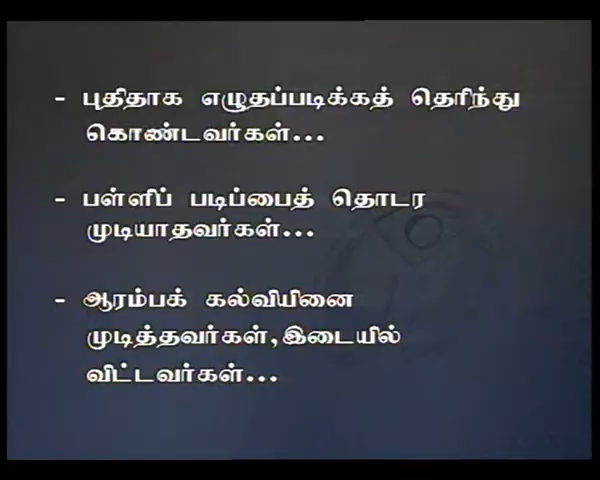 - புதிதாக எழுதப்படிக்கத் தெரிந்து
கொண்டவர்கள்...
- பள்ளிப் படிப்பைத் தொடர
முடியாதவர்கள்...
- ஆரம்பக் கல்வியினை
முடித்தவர்கள்,இடையில்
விட்டவர்கள்...